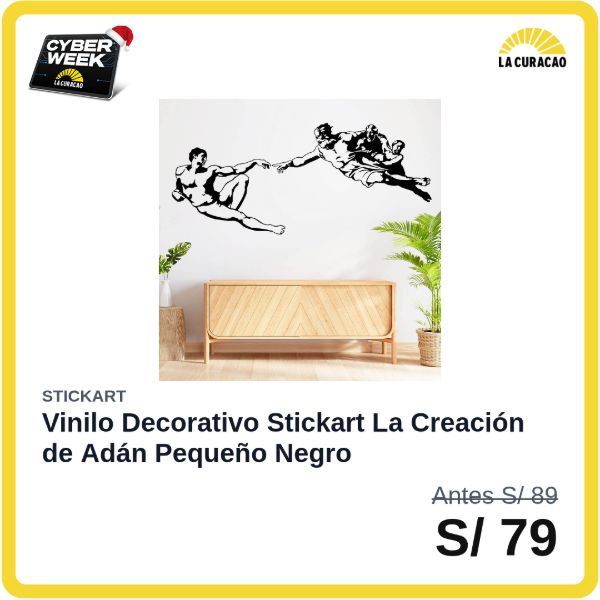 CYBER
WEEK
LA CURACAO
LA CURACAO
STICKART
Vinilo Decorativo Stickart La Creación
de Adán Pequeño Negro
Antes S/ 89
S/ 79